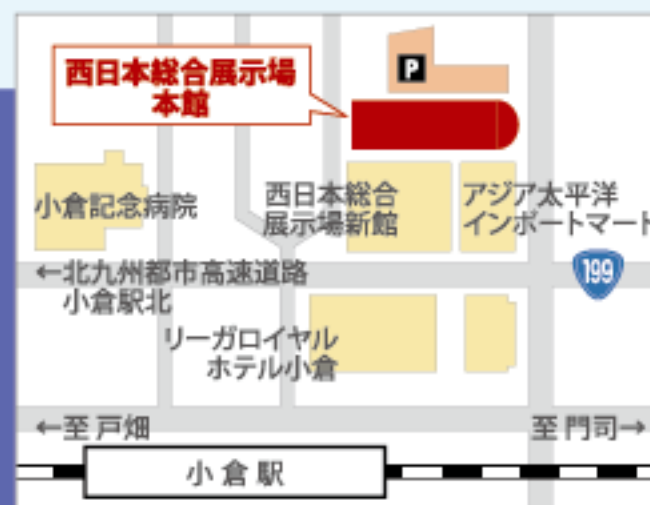 P
西日本総合展示場
本館
小倉記念病院
西日本総合
展示場新館
アジア太平洋
インポートマート
←北九州都市高速道路
小倉駅北
199
リーガロイヤル
ホテル小倉
←至 戸畑
至 門司→
小倉駅